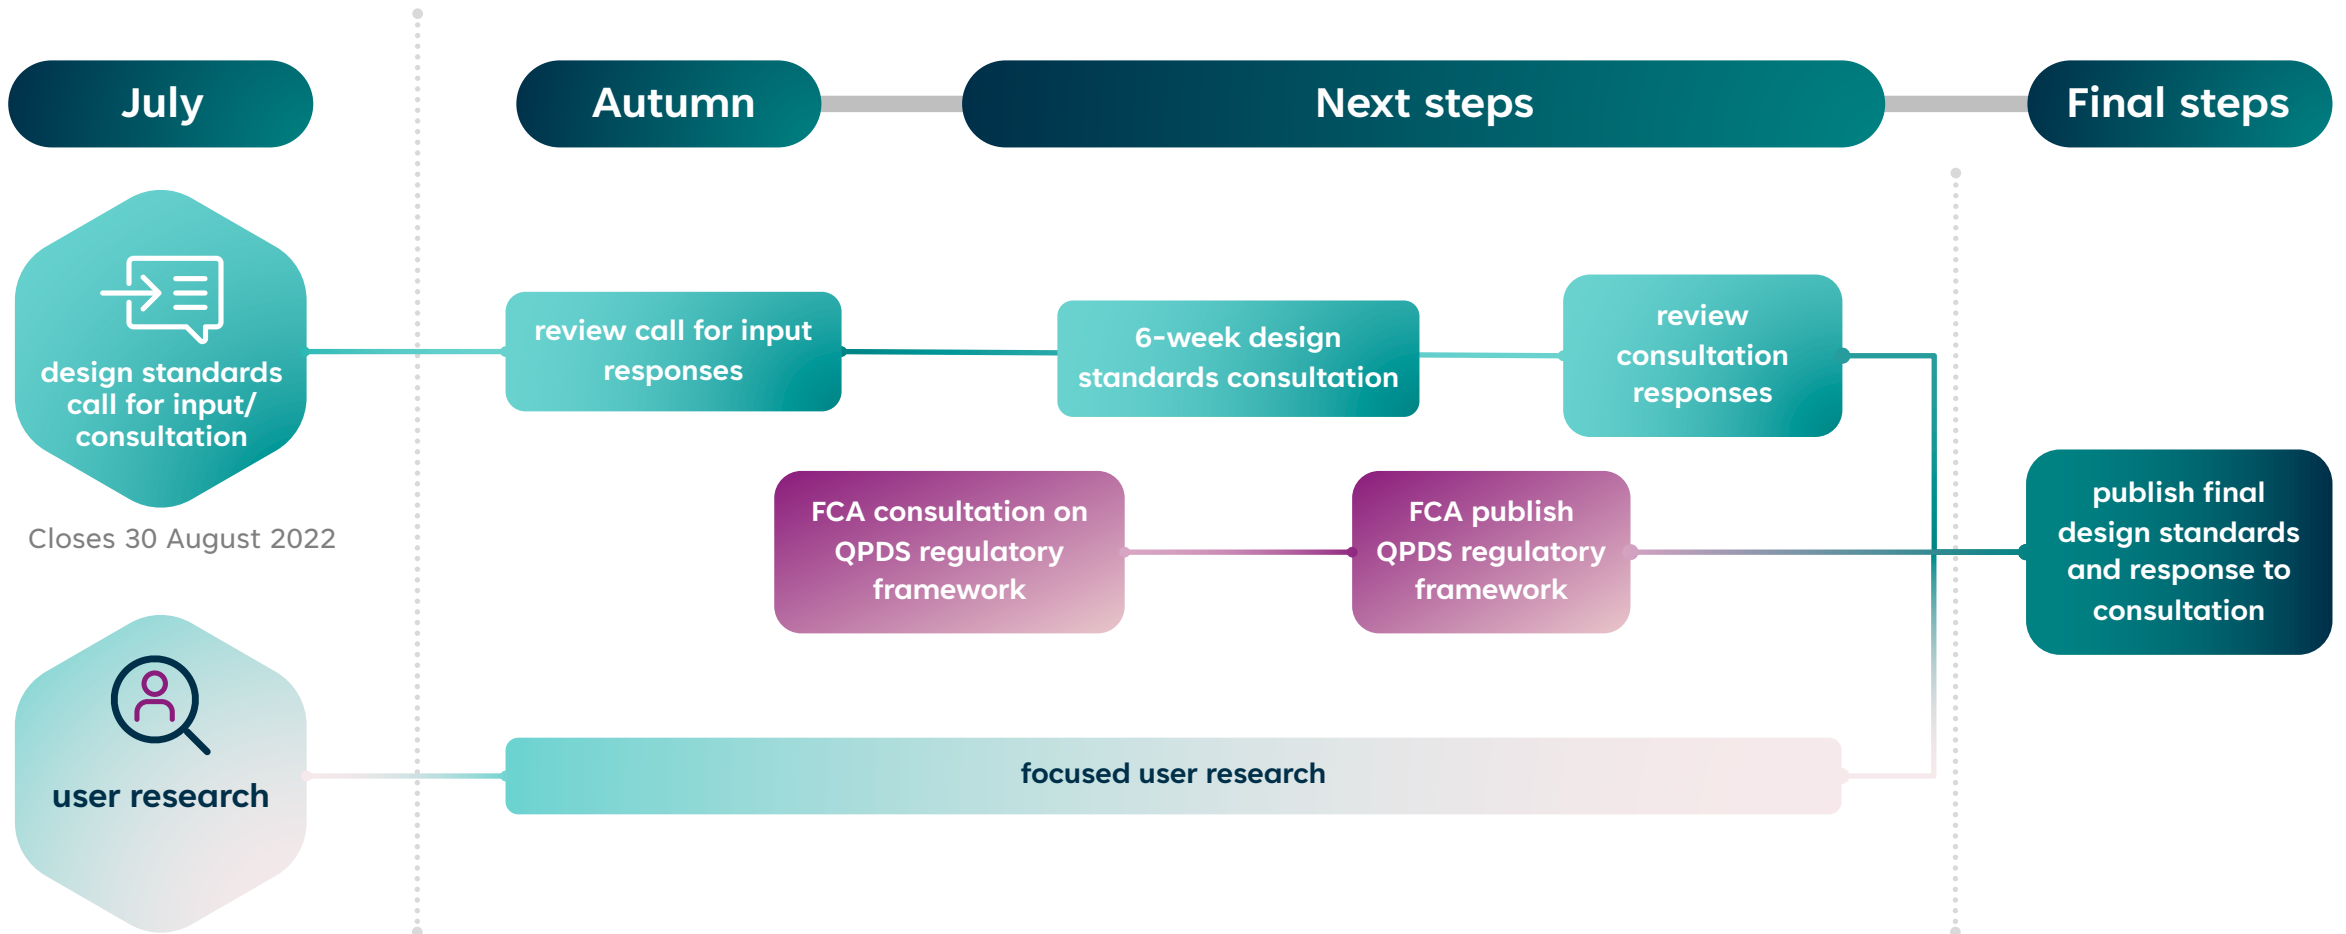 July
Autumn
Next steps
Final steps
design standards
call for input/
consultation
Closes 30 August 2022
review call for input
responses
6-week design
standards consultation
review
consultation
responses
FCA consultation on
QPDS regulatory
framework
FCA publish
QPDS regulatory
framework
publish final
design standards
and response to
consultation
user research
focused user research